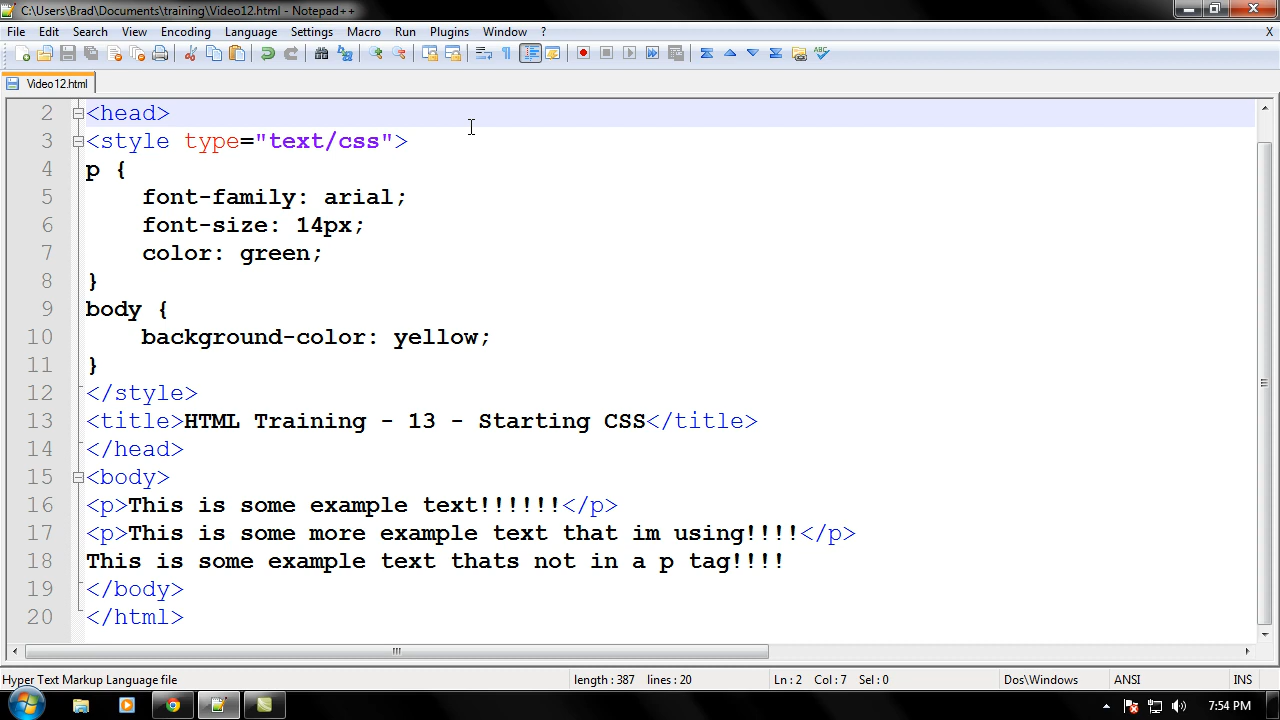 C:\Users\Brad\Documents\training\Video12.html - Notepad++
File Edit Search View Encoding Language Settings Macro Run Plugins Window ? X
Video12.html
2 <head>
3 <style type="text/css">
4 p {
5 font-family: arial;
6 font-size: 14px;
7 color: green;
8 }
9 body {
10 background-color: yellow;
11 }
12 </style>
13 <title>HTML Training - 13 - Starting CSS</title>
14 </head>
15 <body>
16 <p>This is some example text!!!!!!</p>
17 <p>This is some more example text that im using!!!!</p>
18 This is some example text thats not in a p tag!!!!
19 </body>
20 </html>
Hyper Text Markup Language file length : 387 lines : 20 Ln : 2 Col : 7 Sel : 0 Dos\Windows ANSI INS
7:54 PM